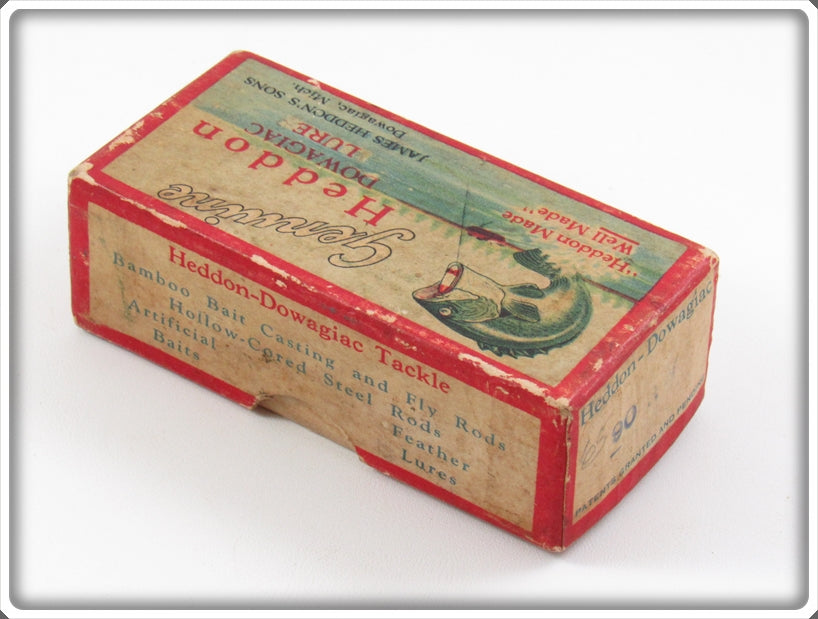 Genuine
Heddon
DOWAGIAC
LURE
JAMES HEDDON'S SONS
Dowagiac, Mich.
"Heddon Made
Well Made"
Heddon-Dowagiac Tackle
Bamboo Bait Casting and Fly Rods
Hollow-Cored Steel Rods
Artificial Feather
Baits Lures
Heddon-Dowagiac
PATENTS GRANTED AND PENDING